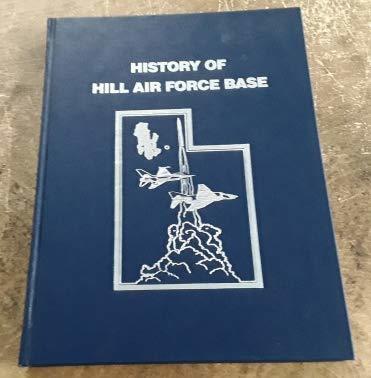 HISTORY OF
HILL AIR FORCE BASE